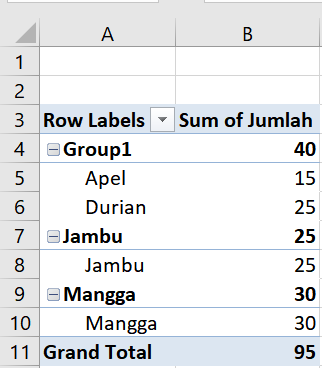 A B
1
2
3 Row Labels Sum of Jumlah
4 Group1 40
5 Apel 15
6 Durian 25
7 Jambu 25
8 Jambu 25
9 Mangga 30
10 Mangga 30
11 Grand Total 95